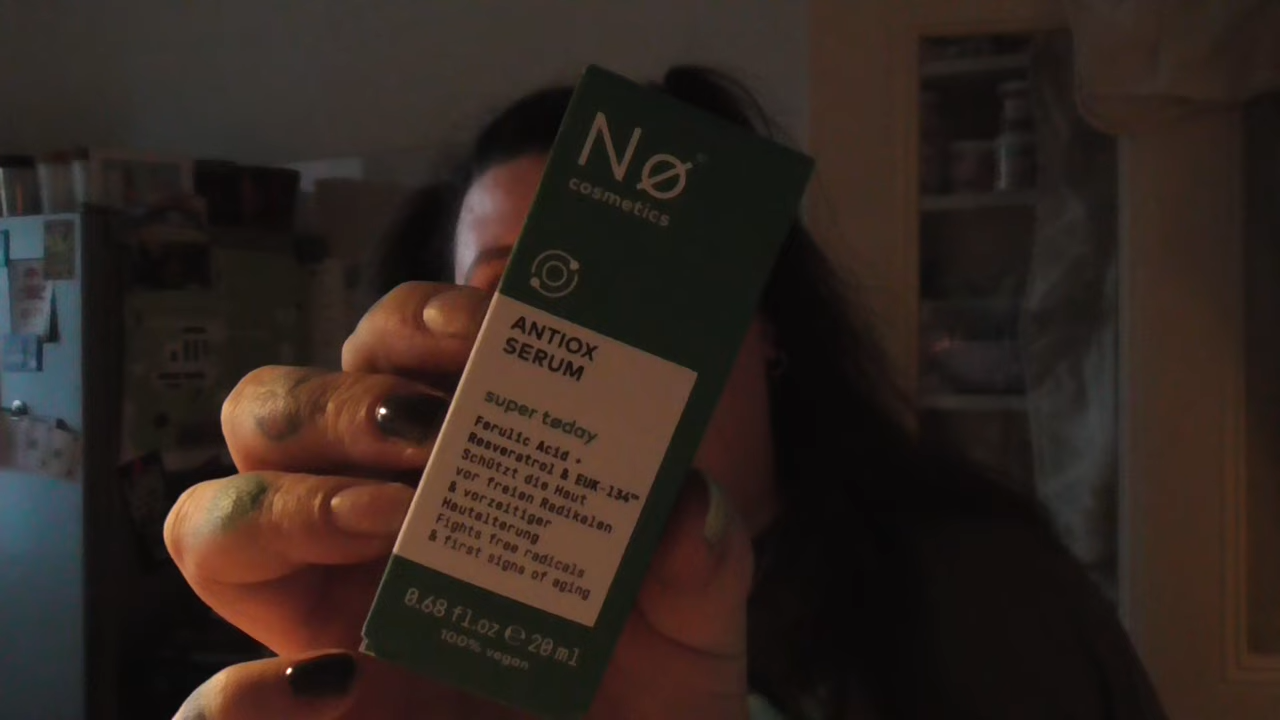 Nø
cosmetics
ANTIOX
SERUM
super tøday
Ferulic Acid +
Resveratrol & EUK-134™
Schützt die Haut
vor freien Radikalen
& vorzeitiger
Hautalterung
Fights free radicals
& first signs of aging
0.68 fl.oz ℮ 20 ml
100% vegan